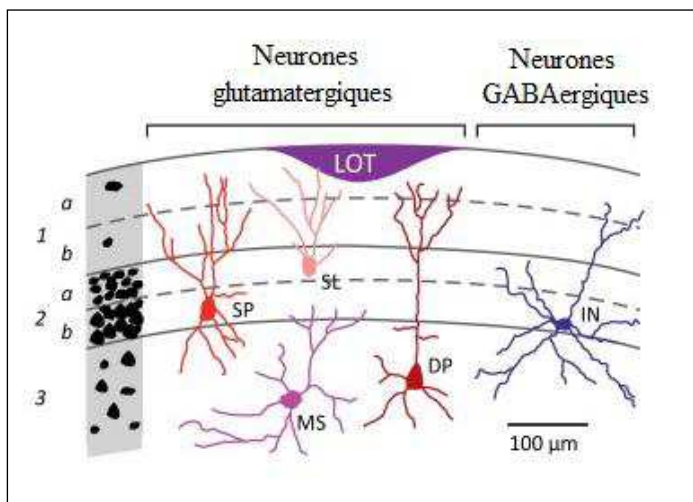 Neurones
glutamatergiques
Neurones
GABAergiques
LOT
a
1
b
a
2
b
3
SP
SL
MS
DP
IN
100 µm